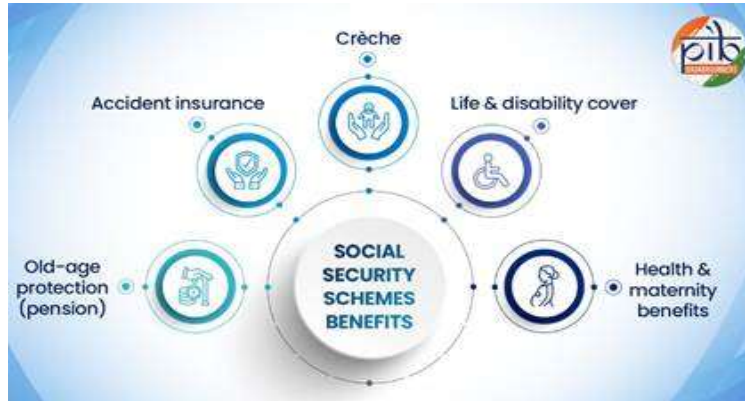 Crèche
pib
Accident insurance
Life & disability cover
Old-age
protection
(pension)
SOCIAL
SECURITY
SCHEMES
BENEFITS
Health &
maternity
benefits